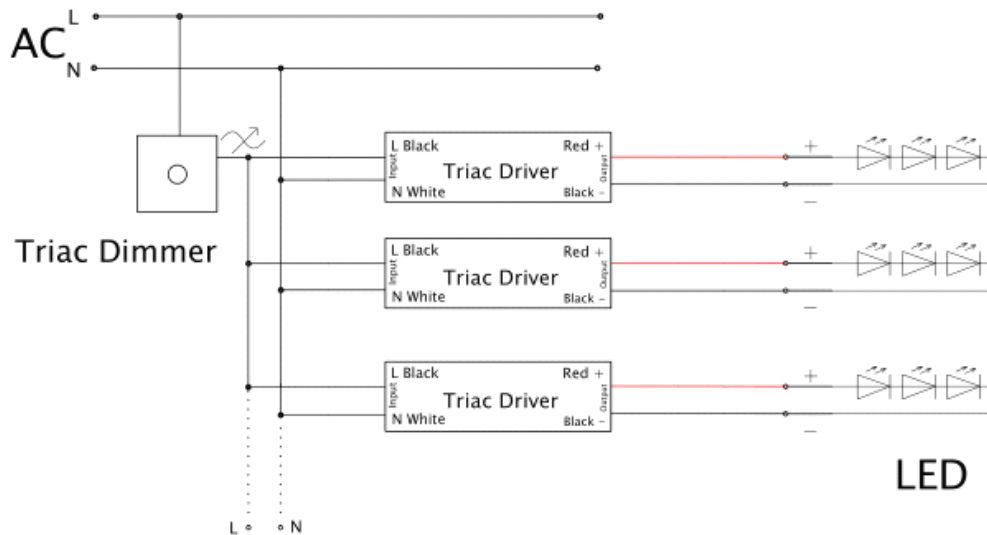 L
AC
N
L Black
Red +
Input
Triac Driver
Output
N White
Black -
Triac Dimmer
L Black
Red +
Input
Triac Driver
Output
N White
Black -
L Black
Red +
Input
Triac Driver
Output
N White
Black -
+
−
+
−
+
−
LED
L
N